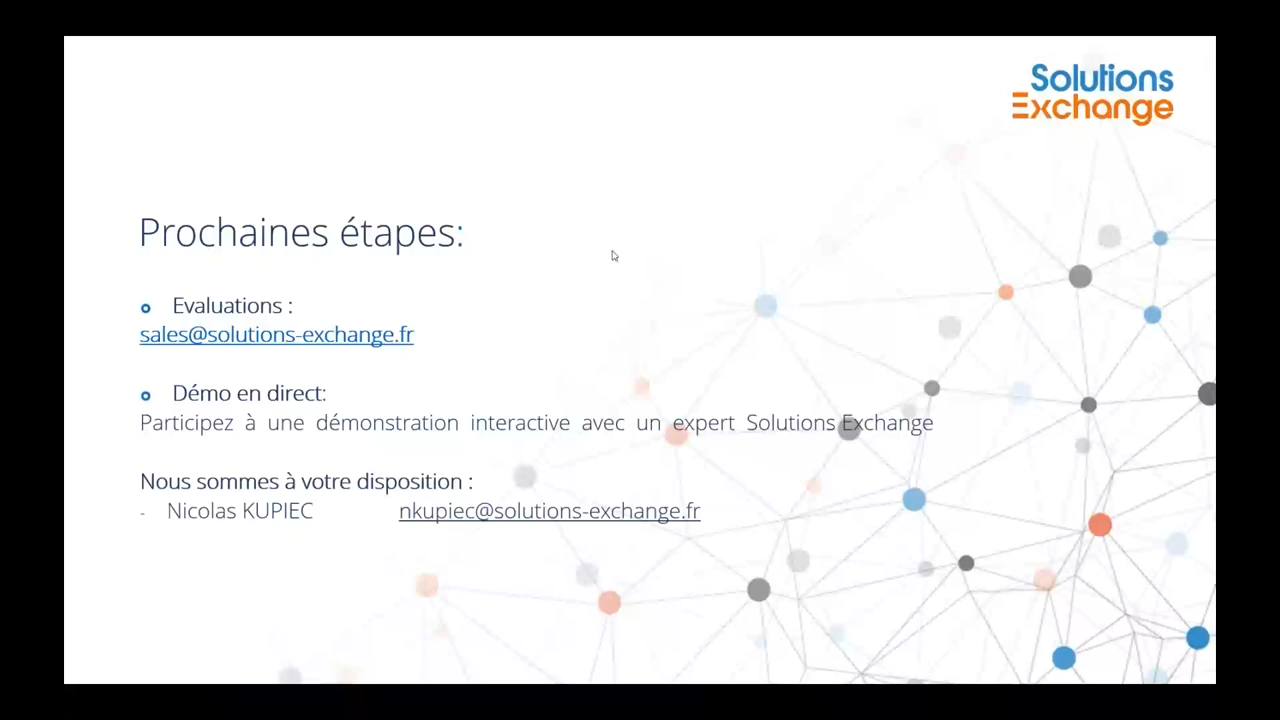 Solutions
Exchange
Prochaines étapes:
Evaluations :
sales@solutions-exchange.fr
Démo en direct:
Participez à une démonstration interactive avec un expert Solutions Exchange
Nous sommes à votre disposition :
- Nicolas KUPIEC nkupiec@solutions-exchange.fr